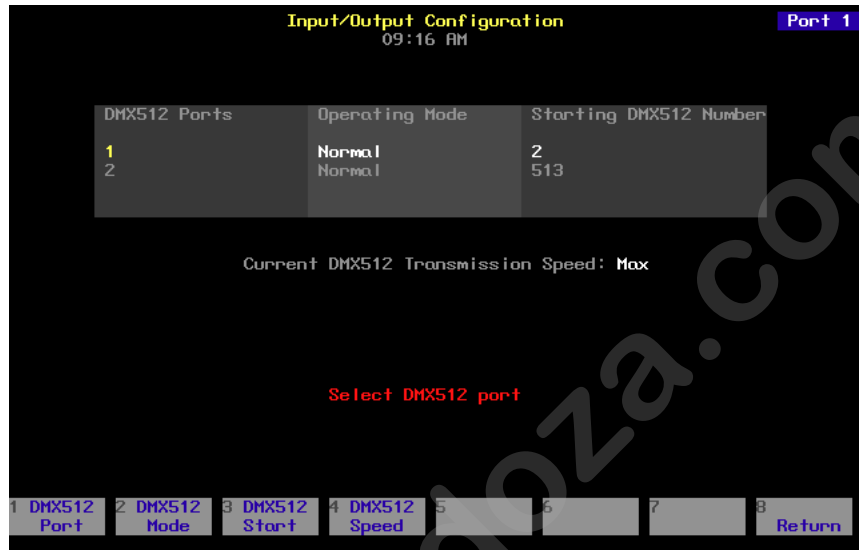 Input/Output Configuration
Port 1
09:16 AM
DMX512 Ports Operating Mode Starting DMX512 Number
1 Normal 2
2 Normal 513
Current DMX512 Transmission Speed: Max
Select DMX512 port
1 DMX512 2 DMX512 3 DMX512 4 DMX512 5 6 7 8
Port Mode Start Speed Return
doza.com